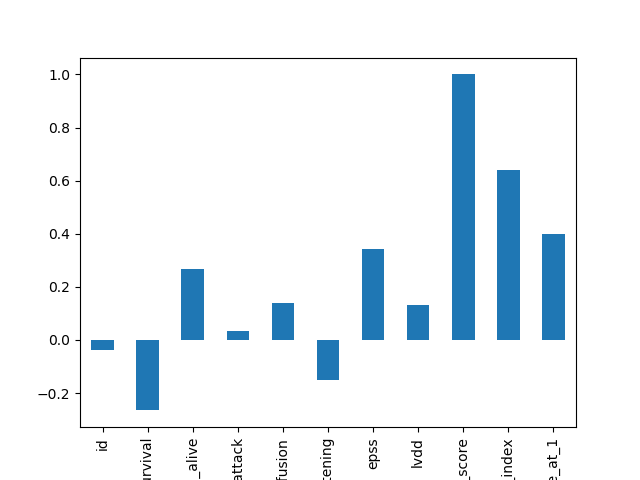 1.0
0.8
0.6
0.4
0.2
0.0
−0.2
id
urvival
_alive
attack
fusion
tening
epss
lvdd
_score
_index
e_at_1